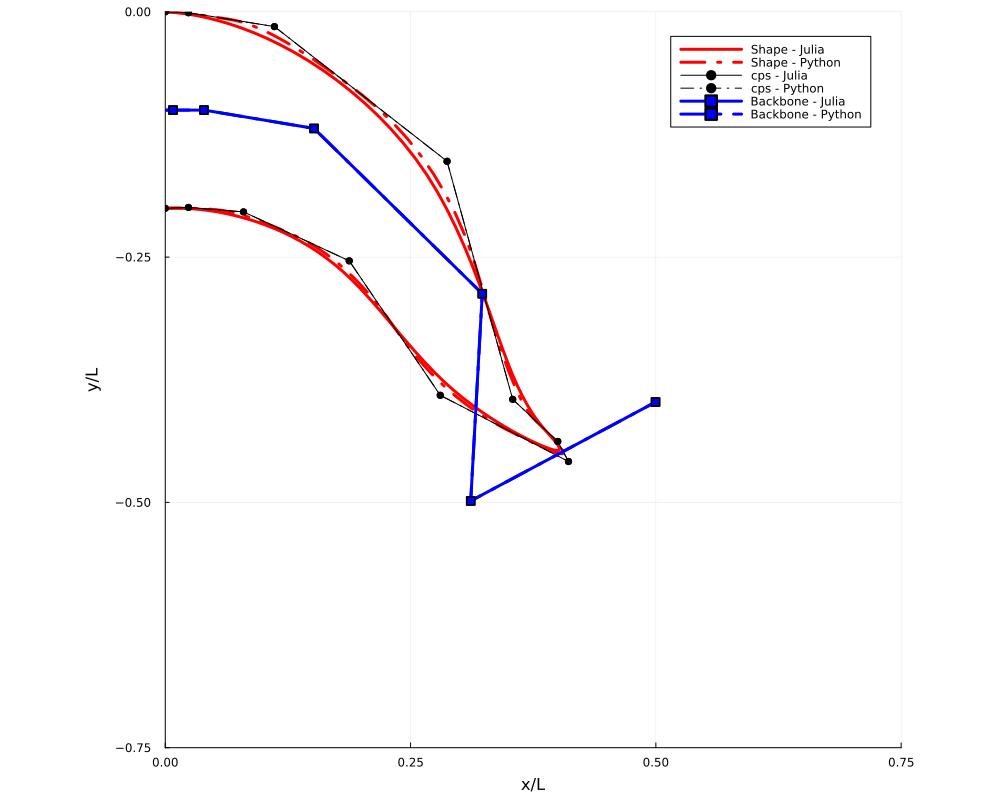 0.00
Shape - Julia
Shape - Python
cps - Julia
cps - Python
Backbone - Julia
Backbone - Python
−0.25
y/L
−0.50
−0.75
0.00
0.25
0.50
0.75
x/L